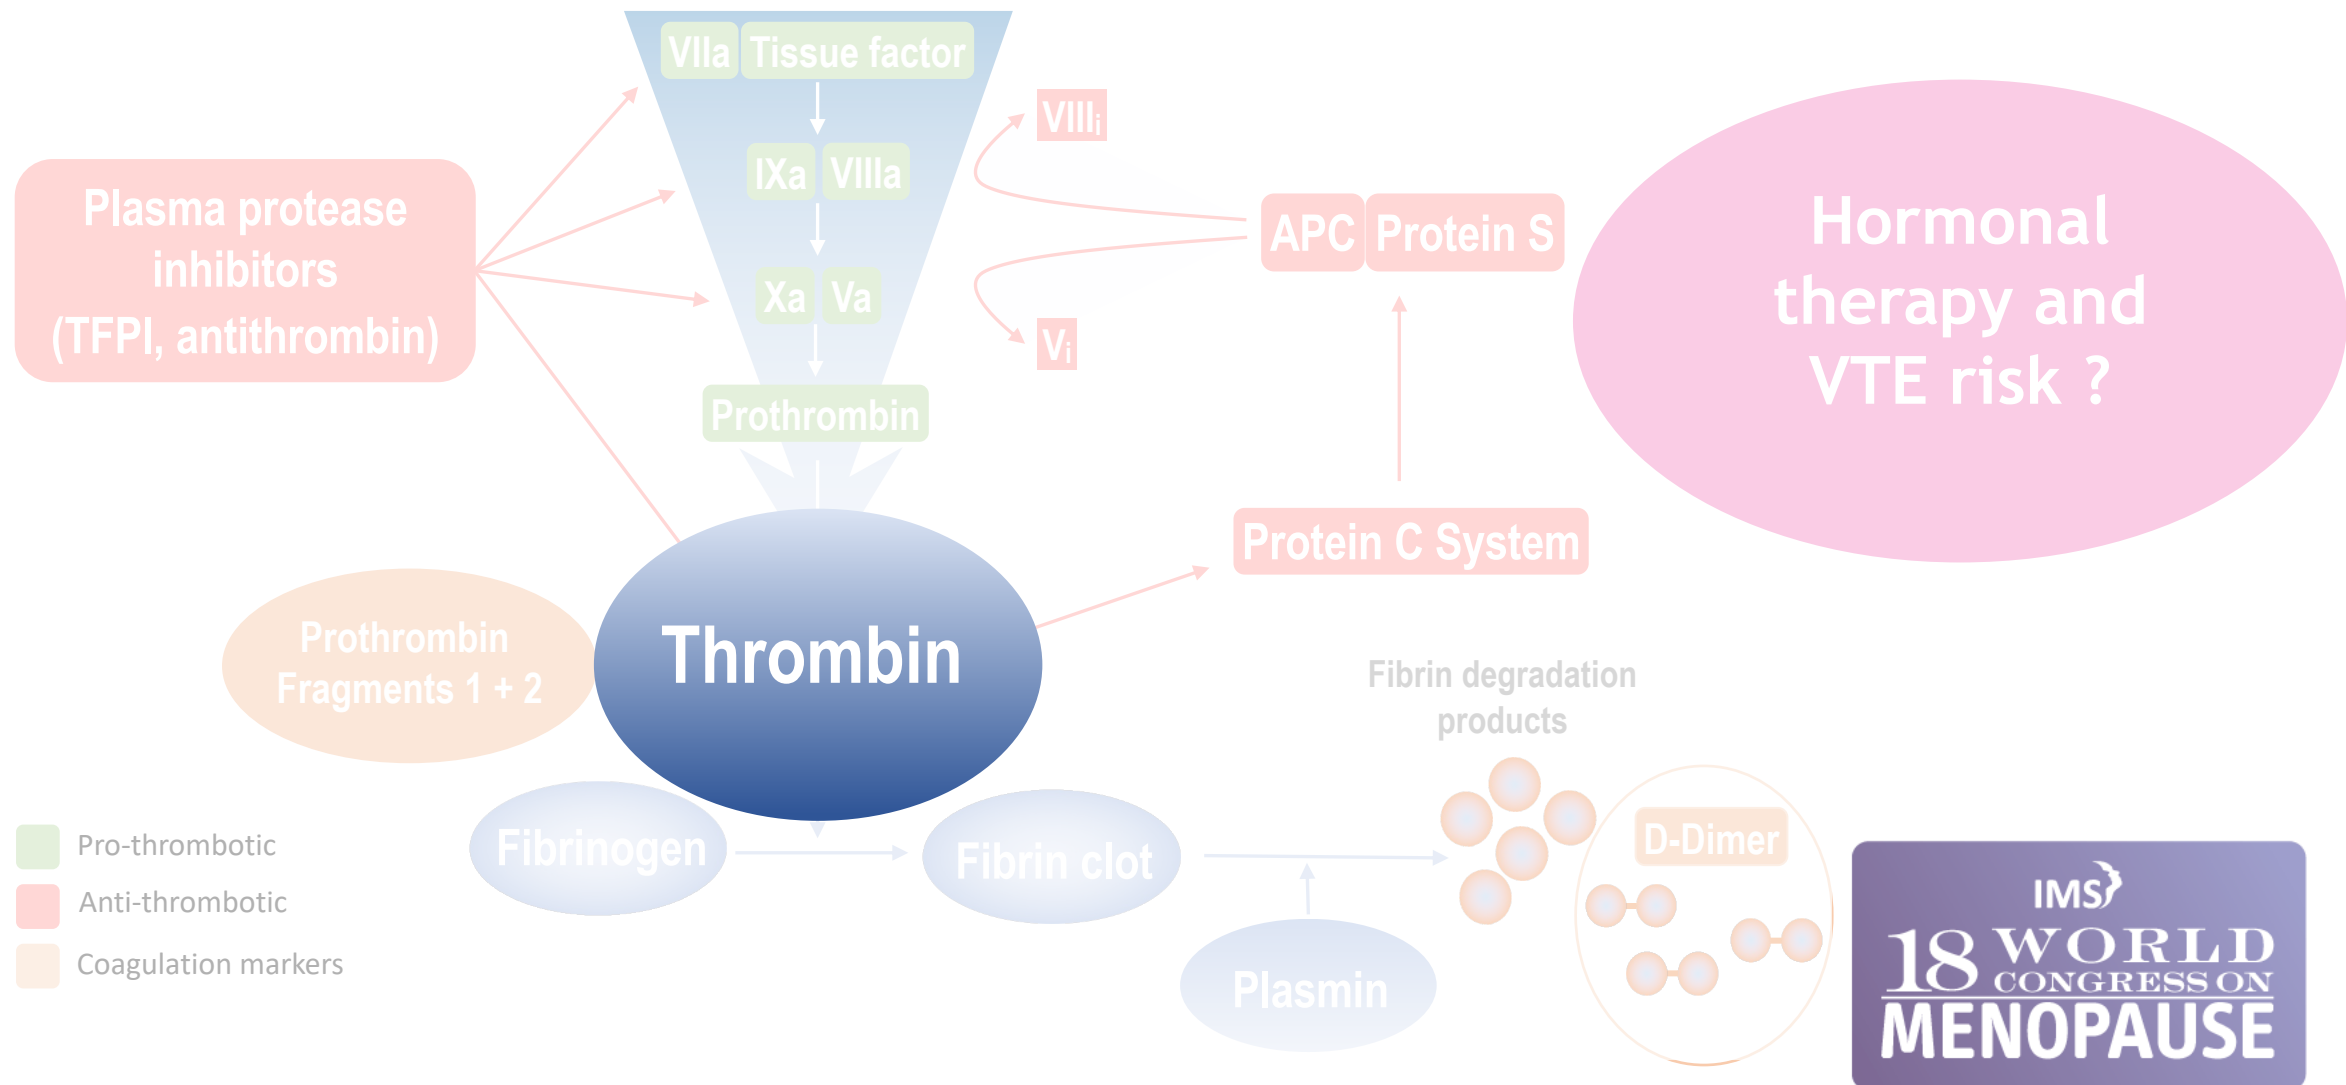 VIIa Tissue factor
VIIIi
IXa VIIIa
Plasma protease
inhibitors
(TFPI, antithrombin)
APC Protein S
Hormonal
therapy and
VTE risk ?
Xa Va
Vi
Prothrombin
Protein C System
Thrombin
Prothrombin
Fragments 1 + 2
Fibrin degradation
products
Fibrinogen
Fibrin clot
D-Dimer
Plasmin
Pro-thrombotic
Anti-thrombotic
Coagulation markers
IMS
18 WORLD
CONGRESS ON
MENOPAUSE